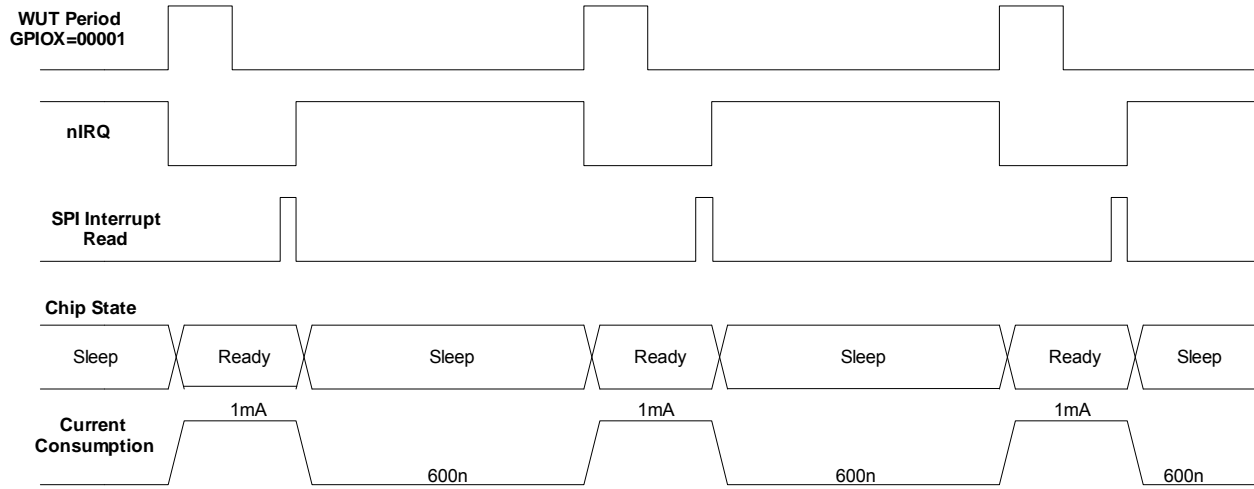 WUT Period
GPIOX=00001
nIRQ
SPI Interrupt
Read
Chip State
Sleep Ready Sleep Ready Sleep Ready Sleep
Current
Consumption
1mA 1mA 1mA
600n 600n 600n